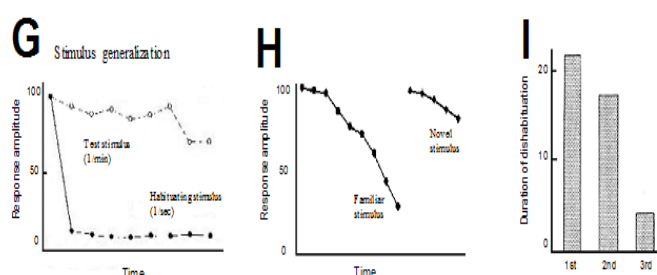 G
Stimulus generalization
Response amplitude
100
50
0
Test stimulus
(1/min)
Habituating stimulus
(1/sec)
Time
H
Response amplitude
100
50
0
Familiar
stimulus
Novel
stimulus
Time
I
Duration of dishabituation
20
10
0
1st
2nd
3rd